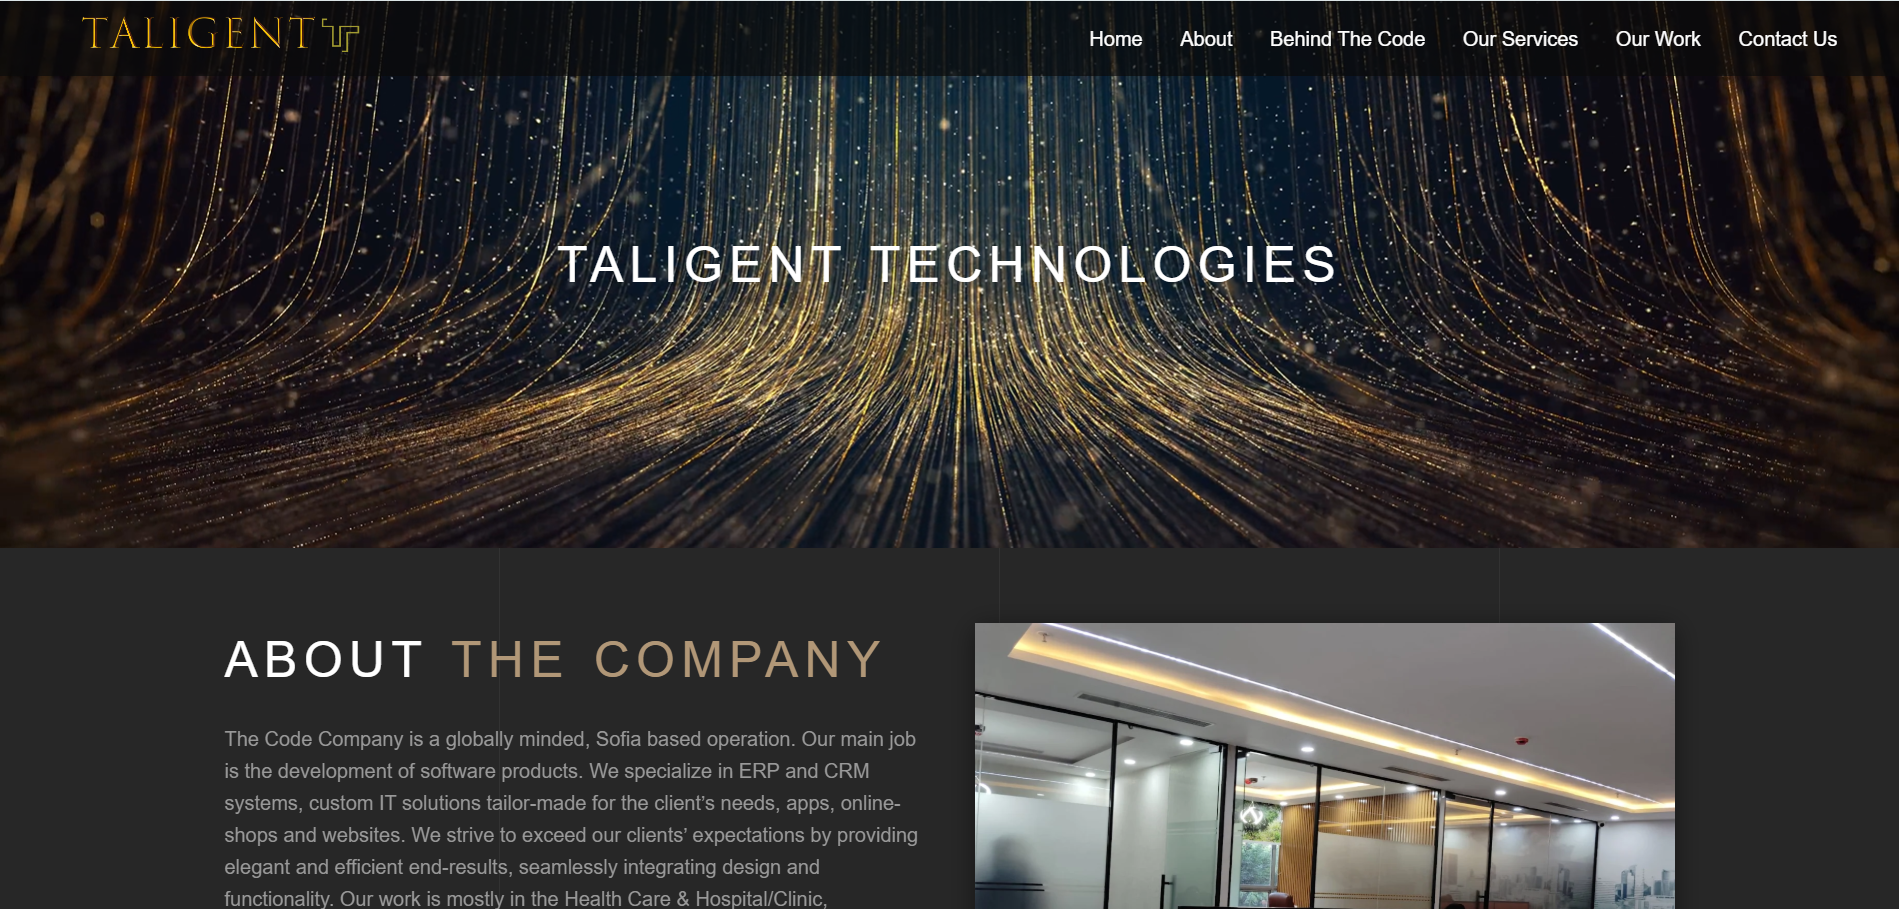 TALIGENT
Home About Behind The Code Our Services Our Work Contact Us
TALIGENT TECHNOLOGIES
ABOUT THE COMPANY
The Code Company is a globally minded, Sofia based operation. Our main job
is the development of software products. We specialize in ERP and CRM
systems, custom IT solutions tailor-made for the client’s needs, apps, online-
shops and websites. We strive to exceed our clients’ expectations by providing
elegant and efficient end-results, seamlessly integrating design and
functionality. Our work is mostly in the Health Care & Hospital/Clinic,